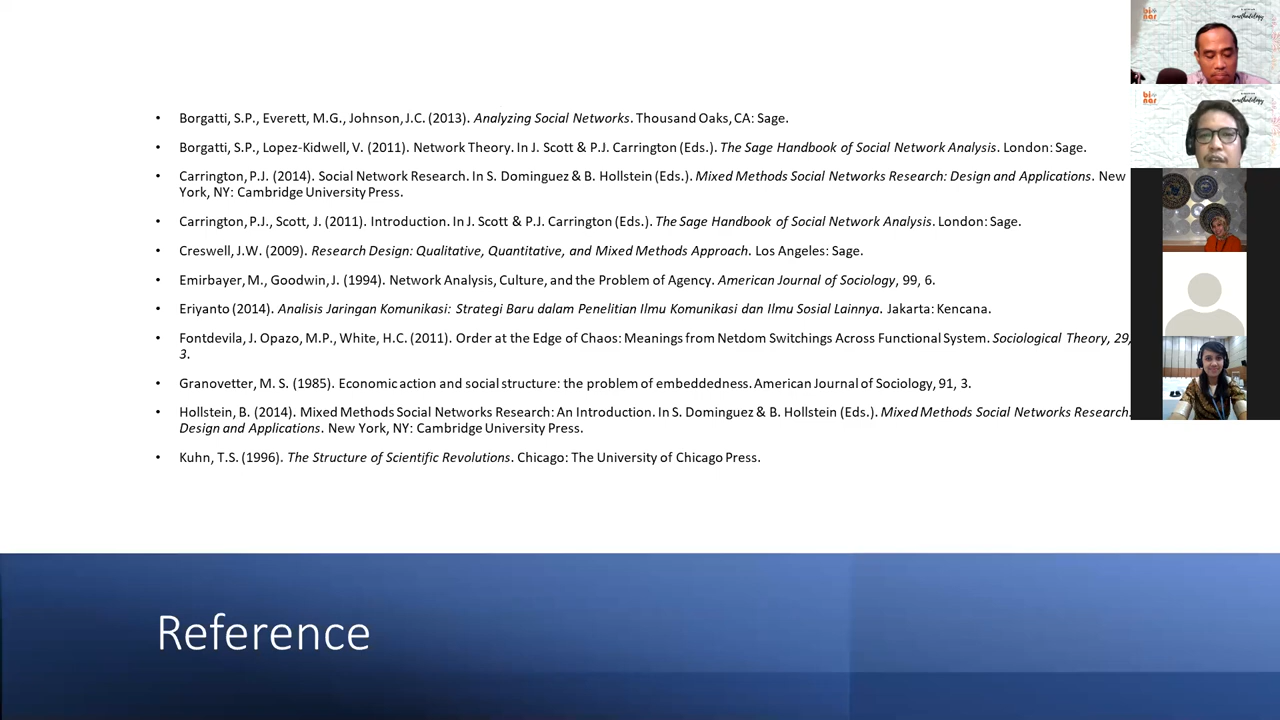 Borgatti, S.P., Everett, M.G., Johnson, J.C. (2013). Analyzing Social Networks. Thousand Oaks, CA: Sage.
Borgatti, S.P., Lopez-Kidwell, V. (2011). Network Theory. In J. Scott & P.J. Carrington (Eds.). The Sage Handbook of Social Network Analysis. London: Sage.
Carrington, P.J. (2014). Social Network Research. In S. Dominguez & B. Hollstein (Eds.). Mixed Methods Social Networks Research: Design and Applications. New
York, NY: Cambridge University Press.
Carrington, P.J., Scott, J. (2011). Introduction. In J. Scott & P.J. Carrington (Eds.). The Sage Handbook of Social Network Analysis. London: Sage.
Creswell, J.W. (2009). Research Design: Qualitative, Quantitative, and Mixed Methods Approach. Los Angeles: Sage.
Emirbayer, M., Goodwin, J. (1994). Network Analysis, Culture, and the Problem of Agency. American Journal of Sociology, 99, 6.
Eriyanto (2014). Analisis Jaringan Komunikasi: Strategi Baru dalam Penelitian Ilmu Komunikasi dan Ilmu Sosial Lainnya. Jakarta: Kencana.
Fontdevila, J. Opazo, M.P., White, H.C. (2011). Order at the Edge of Chaos: Meanings from Netdom Switchings Across Functional System. Sociological Theory, 29,
3.
Granovetter, M. S. (1985). Economic action and social structure: the problem of embeddedness. American Journal of Sociology, 91, 3.
Hollstein, B. (2014). Mixed Methods Social Networks Research: An Introduction. In S. Dominguez & B. Hollstein (Eds.). Mixed Methods Social Networks Research:
Design and Applications. New York, NY: Cambridge University Press.
Kuhn, T.S. (1996). The Structure of Scientific Revolutions. Chicago: The University of Chicago Press.
Reference
bi
nar
bi
nar